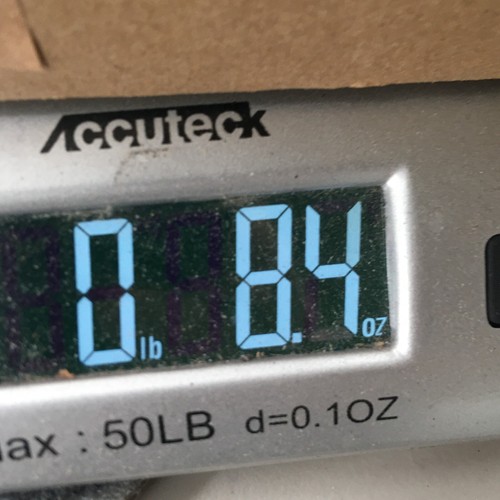 Accuteck
0 lb 8.4 oz
ax : 50LB d=0.1OZ